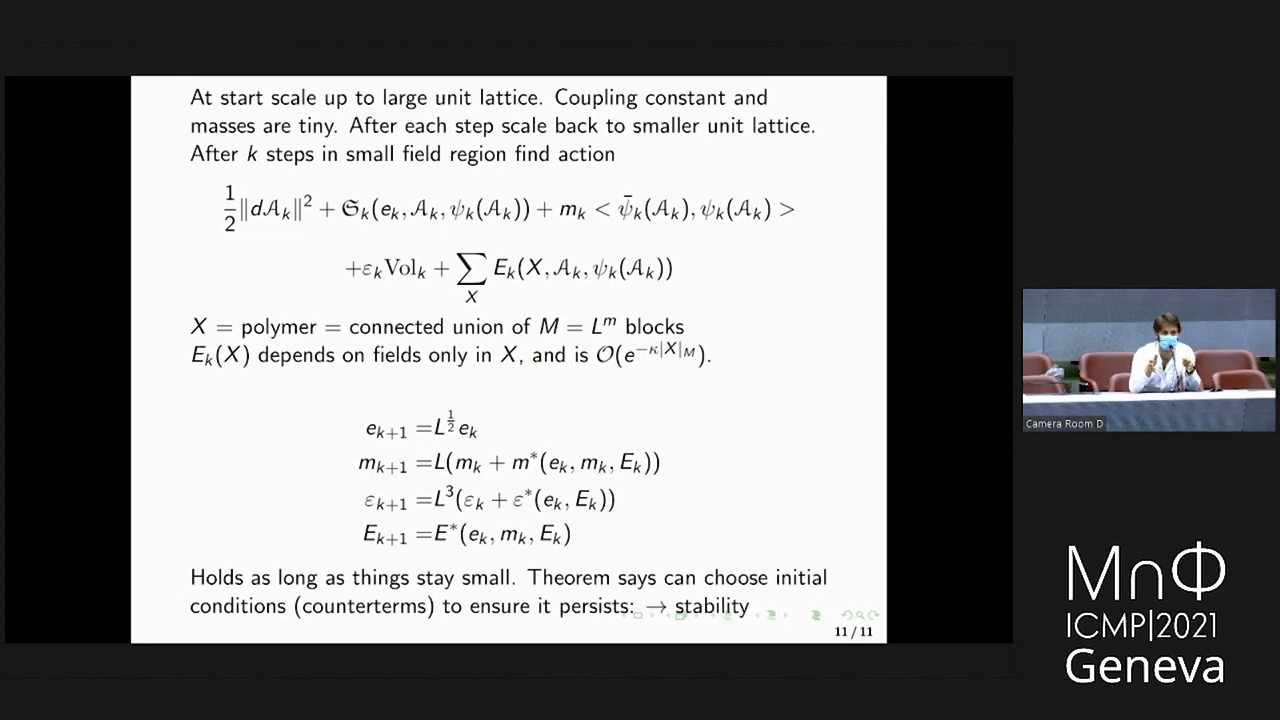 At start scale up to large unit lattice. Coupling constant and
masses are tiny. After each step scale back to smaller unit lattice.
After k steps in small field region find action
1/2 ‖d𝒜_k‖² + 𝔖_k(e_k, 𝒜_k, ψ_k(𝒜_k)) + m_k < ψ̄_k(𝒜_k), ψ_k(𝒜_k) >
+ε_k Vol_k + ∑_X E_k(X, 𝒜_k, ψ_k(𝒜_k))
X = polymer = connected union of M = L^m blocks
E_k(X) depends on fields only in X, and is 𝒪(e^{−κ|X|_M}).
e_{k+1} = L^{1/2} e_k
m_{k+1} = L(m_k + m*(e_k, m_k, E_k))
ε_{k+1} = L³(ε_k + ε*(e_k, E_k))
E_{k+1} = E*(e_k, m_k, E_k)
Holds as long as things stay small. Theorem says can choose initial
conditions (counterterms) to ensure it persists: → stability
11 / 11
Camera Room D
MпΦ
ICMP|2021
Geneva